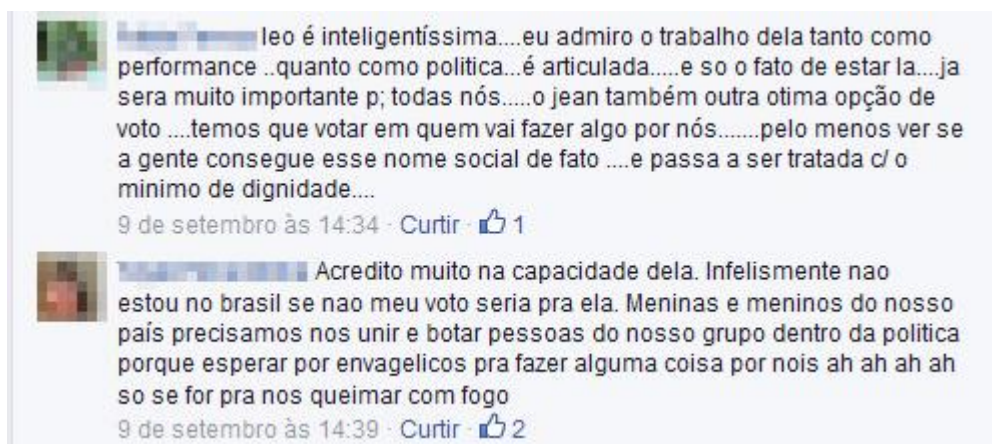 leo é inteligentíssima....eu admiro o trabalho dela tanto como
performance ..quanto como politica...é articulada.....e so o fato de estar la....ja
sera muito importante p; todas nós.....o jean também outra otima opção de
voto ....temos que votar em quem vai fazer algo por nós.......pelo menos ver se
a gente consegue esse nome social de fato ....e passa a ser tratada c/ o
minimo de dignidade....
9 de setembro às 14:34 · Curtir · 1
Acredito muito na capacidade dela. Infelismente nao
estou no brasil se nao meu voto seria pra ela. Meninas e meninos do nosso
país precisamos nos unir e botar pessoas do nosso grupo dentro da politica
porque esperar por envagelicos pra fazer alguma coisa por nois ah ah ah ah
so se for pra nos queimar com fogo
9 de setembro às 14:39 · Curtir · 2